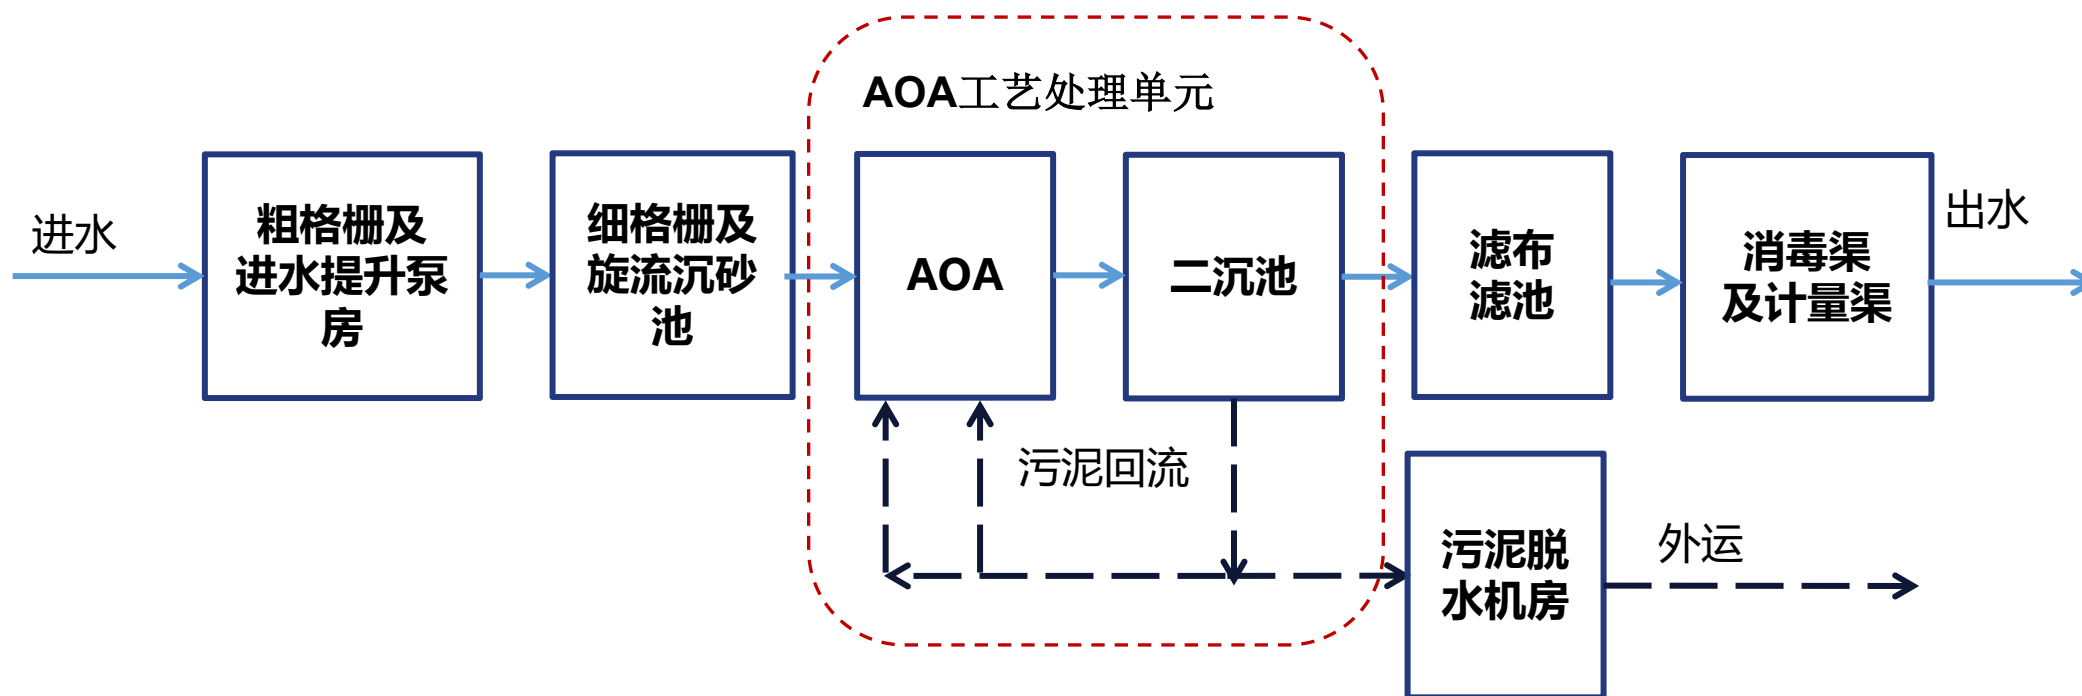 AOA工艺处理单元
进水
粗格栅及
进水提升泵
房
细格栅及
旋流沉砂
池
AOA
二沉池
滤布
滤池
消毒渠
及计量渠
出水
污泥回流
污泥脱
水机房
外运